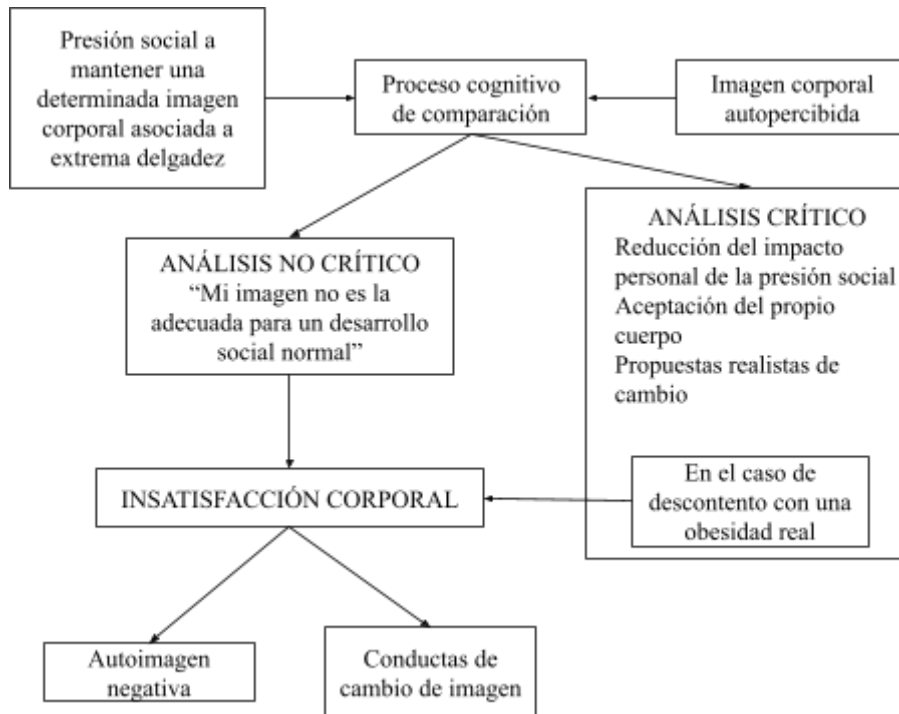 Presión social a
mantener una
determinada imagen
corporal asociada a
extrema delgadez
Proceso cognitivo
de comparación
Imagen corporal
autopercibida
ANÁLISIS NO CRÍTICO
“Mi imagen no es la
adecuada para un desarrollo
social normal”
ANÁLISIS CRÍTICO
Reducción del impacto
personal de la presión social
Aceptación del propio
cuerpo
Propuestas realistas de
cambio
En el caso de
descontento con una
obesidad real
INSATISFACCIÓN CORPORAL
Autoimagen
negativa
Conductas de
cambio de imagen